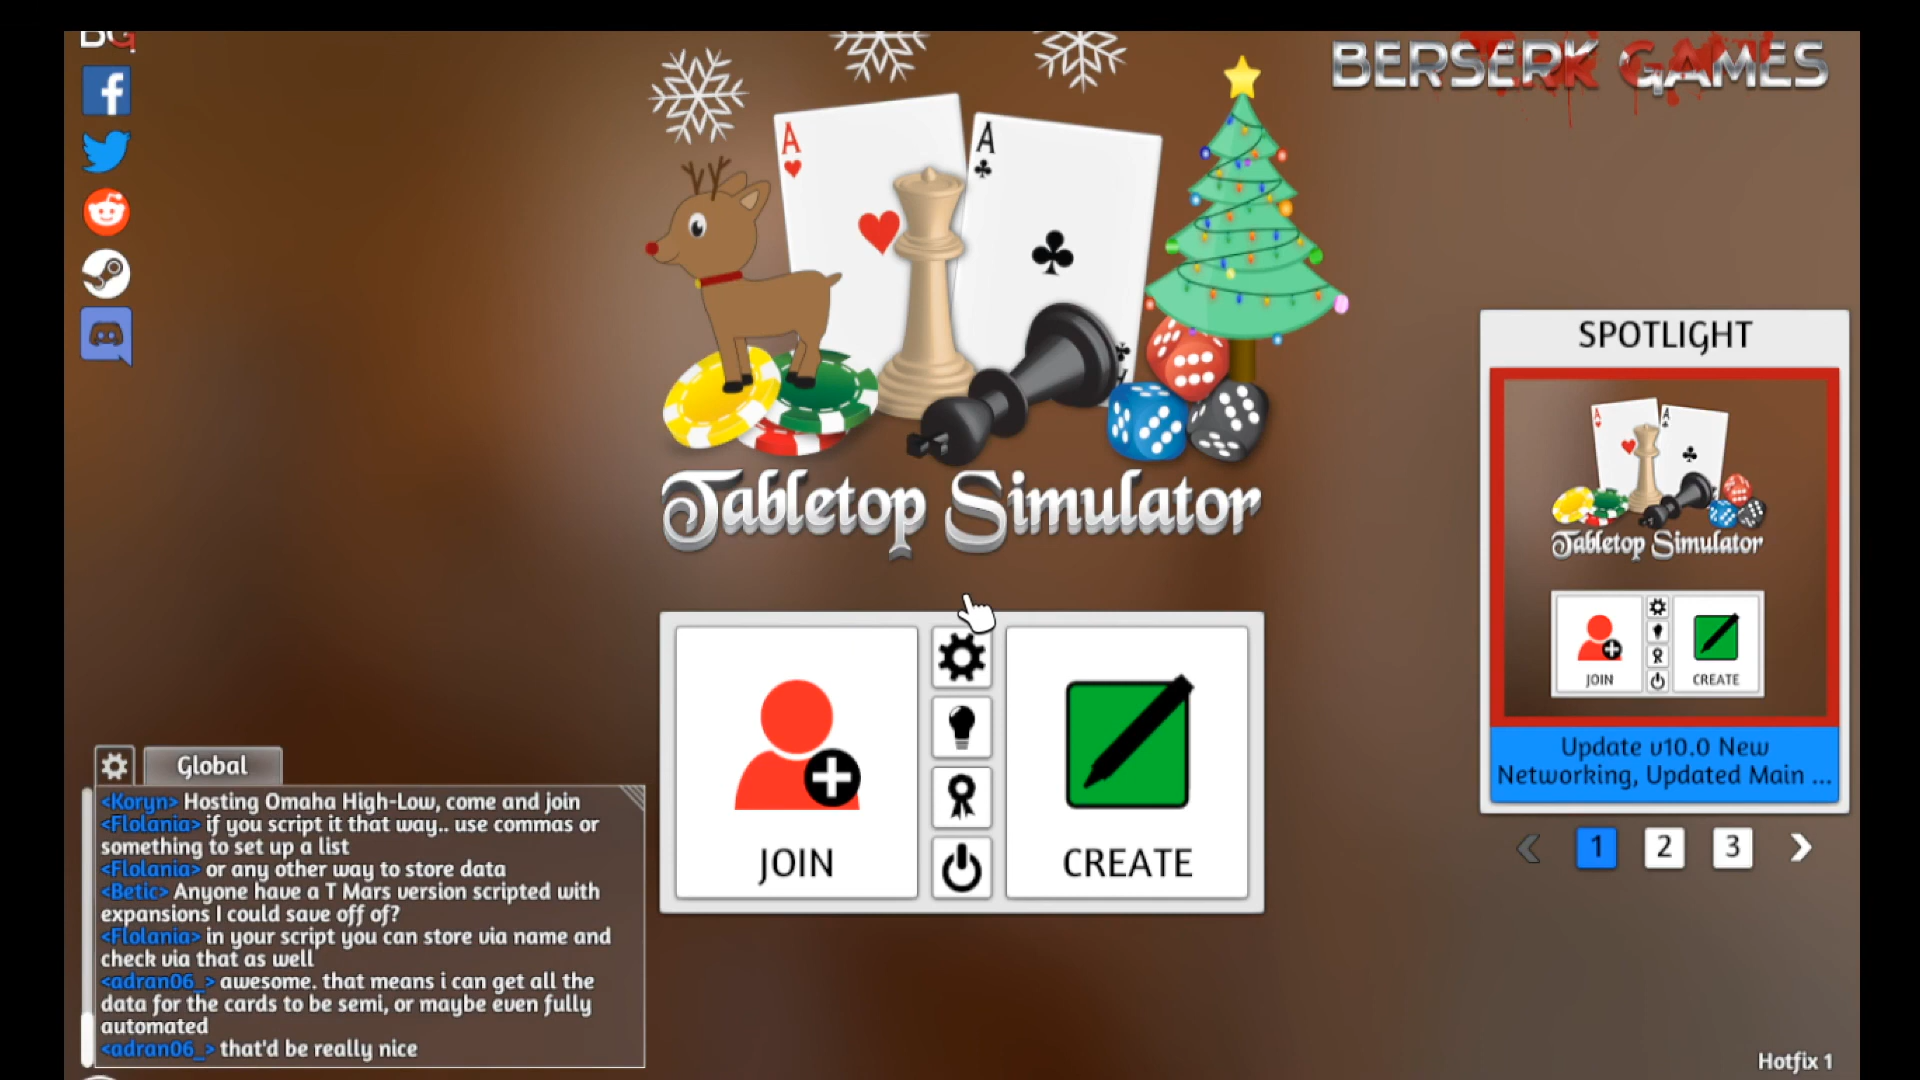 BG
BERSERK GAMES
A
A
Tabletop Simulator
SPOTLIGHT
A
A
Tabletop Simulator
JOIN
CREATE
Update v10.0 New
Networking, Updated Main ...
1 2 3
JOIN
CREATE
Global
<Koryn> Hosting Omaha High-Low, come and join
<Flolania> if you script it that way.. use commas or
something to set up a list
<Flolania> or any other way to store data
<Betic> Anyone have a T Mars version scripted with
expansions I could save off of?
<Flolania> in your script you can store via name and
check via that as well
<adran06_> awesome. that means i can get all the
data for the cards to be semi, or maybe even fully
automated
<adran06_> that'd be really nice
Hotfix 1